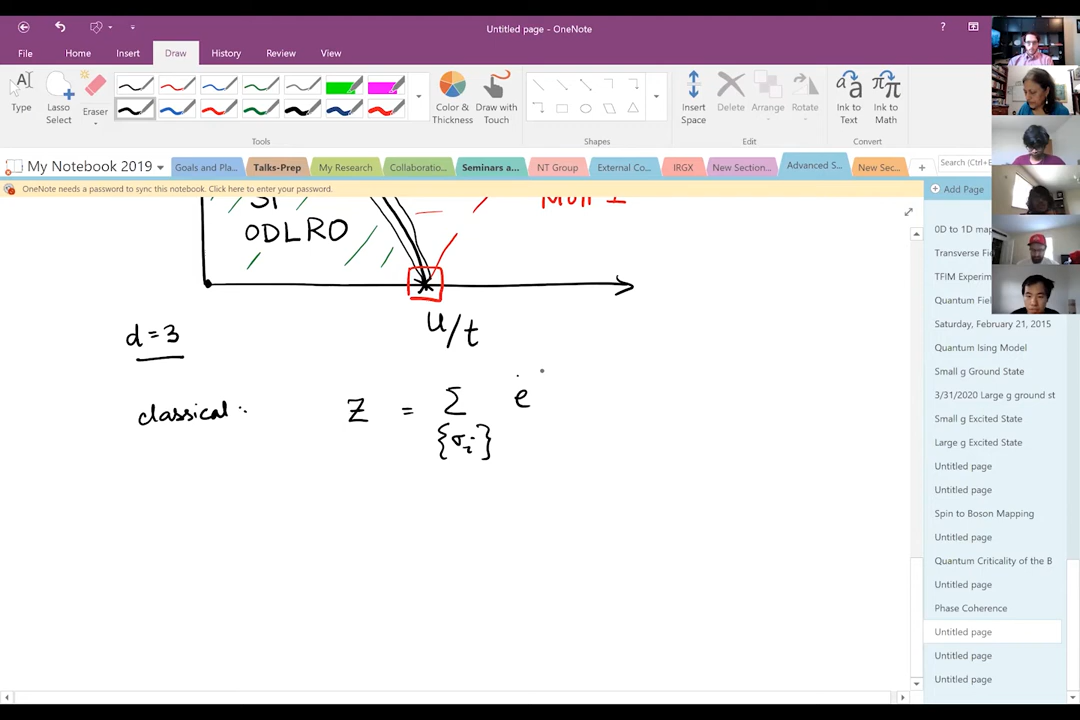 Untitled page - OneNote
?
File Home Insert Draw History Review View
Type
Lasso Select
Eraser
Color & Thickness
Draw with Touch
Insert Space
Delete
Arrange
Rotate
Ink to Text
Ink to Math
Tools
Shapes
Edit
Convert
My Notebook 2019
Goals and Pla...
Talks-Prep
My Research
Collaboratio...
Seminars a...
NT Group
External Co...
IRGX
New Section...
Advanced S...
New Sec...
Search (Ctrl+E
OneNote needs a password to sync this notebook. Click here to enter your password.
Add Page
ODLRO
U/t
d=3
classical : Z = Σ e
{σi}
0D to 1D map
Transverse F
TFIM Experim
Quantum Fiel
Saturday, February 21, 2015
Quantum Ising Model
Small g Ground State
3/31/2020 Large g ground st
Small g Excited State
Large g Excited State
Untitled page
Untitled page
Spin to Boson Mapping
Untitled page
Quantum Criticality of the B
Untitled page
Phase Coherence
Untitled page
Untitled page
Untitled page